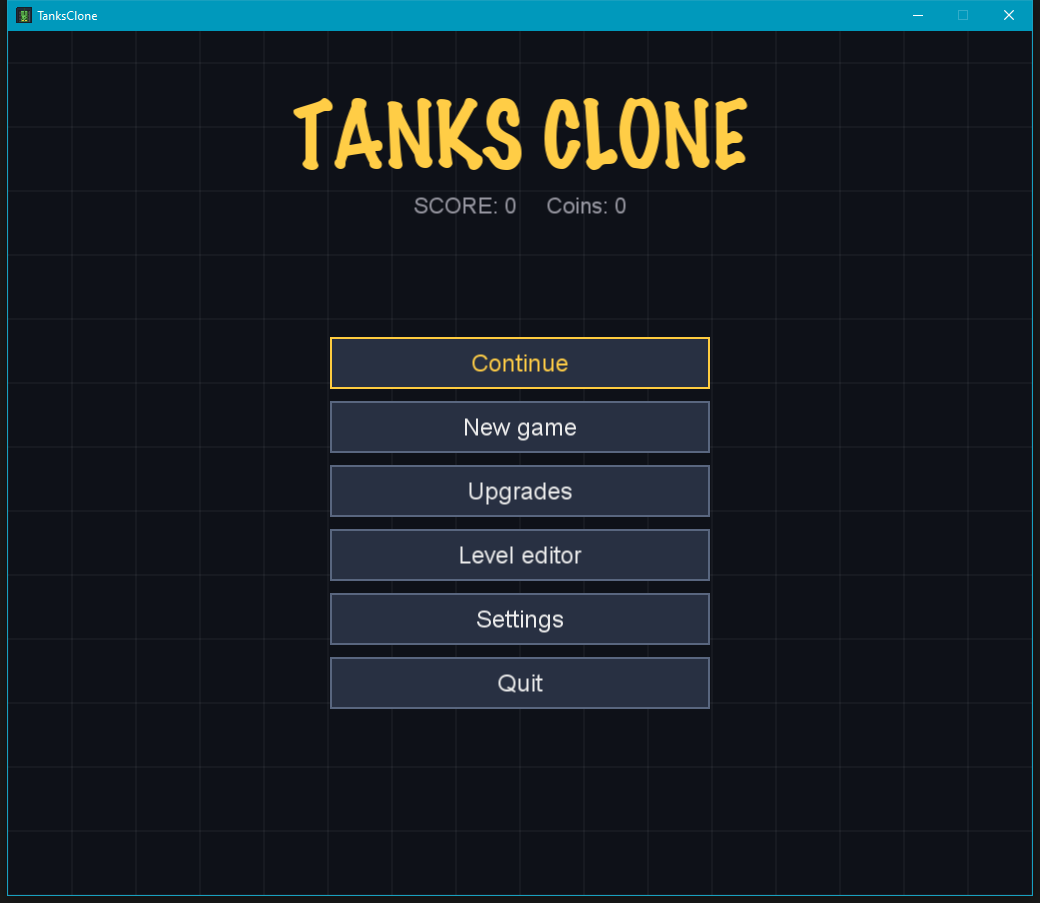 TanksClone
TANKS CLONE
SCORE: 0 Coins: 0
Continue
New game
Upgrades
Level editor
Settings
Quit